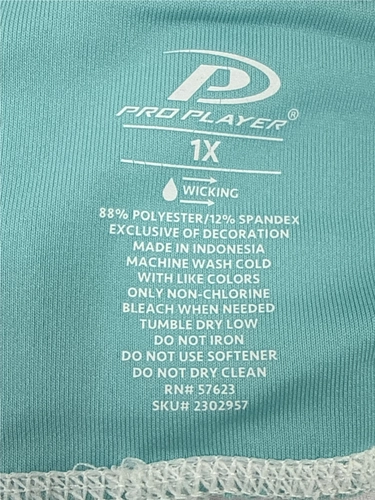 PRO PLAYER®
1X
WICKING
88% POLYESTER/12% SPANDEX
EXCLUSIVE OF DECORATION
MADE IN INDONESIA
MACHINE WASH COLD
WITH LIKE COLORS
ONLY NON-CHLORINE
BLEACH WHEN NEEDED
TUMBLE DRY LOW
DO NOT IRON
DO NOT USE SOFTENER
DO NOT DRY CLEAN
RN# 57623
SKU# 2302957